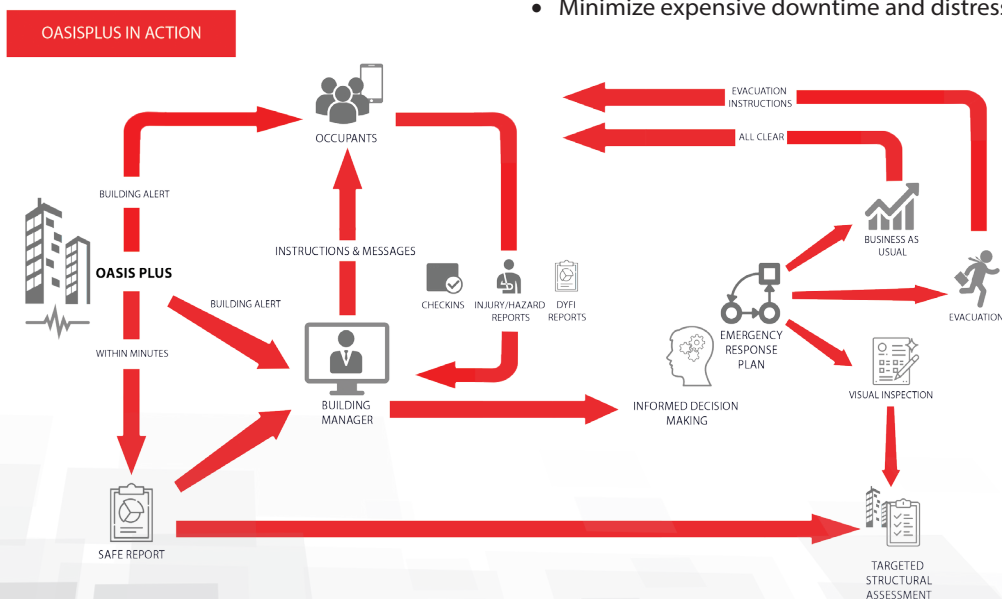 • Minimize expensive downtime and distress
OASISPLUS IN ACTION
EVACUATION
INSTRUCTIONS
ALL CLEAR
OCCUPANTS
BUILDING ALERT
INSTRUCTIONS & MESSAGES
BUSINESS AS
USUAL
OASIS PLUS
BUILDING ALERT
CHECKINS
INJURY/HAZARD
REPORTS
DYFI
REPORTS
EVACUATION
EMERGENCY
RESPONSE
PLAN
WITHIN MINUTES
VISUAL INSPECTION
BUILDING
MANAGER
INFORMED DECISION
MAKING
SAFE REPORT
TARGETED
STRUCTURAL
ASSESSMENT